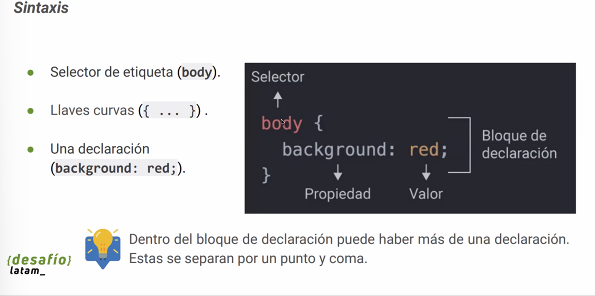 Sintaxis
● Selector de etiqueta (body).
● Llaves curvas ({ ... }) .
● Una declaración
(background: red;).
Selector
body {
background: red;
}
Bloque de
declaración
Propiedad
Valor
Dentro del bloque de declaración puede haber más de una declaración.
Estas se separan por un punto y coma.
{desafío}
latam_